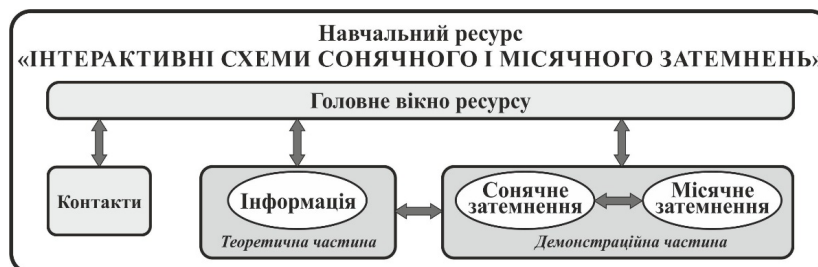 Навчальний ресурс
«ІНТЕРАКТИВНІ СХЕМИ СОНЯЧНОГО І МІСЯЧНОГО ЗАТЕМНЕНЬ»
Головне вікно ресурсу
Контакти
Інформація
Теоретична частина
Сонячне
затемнення
Місячне
затемнення
Демонстраційна частина